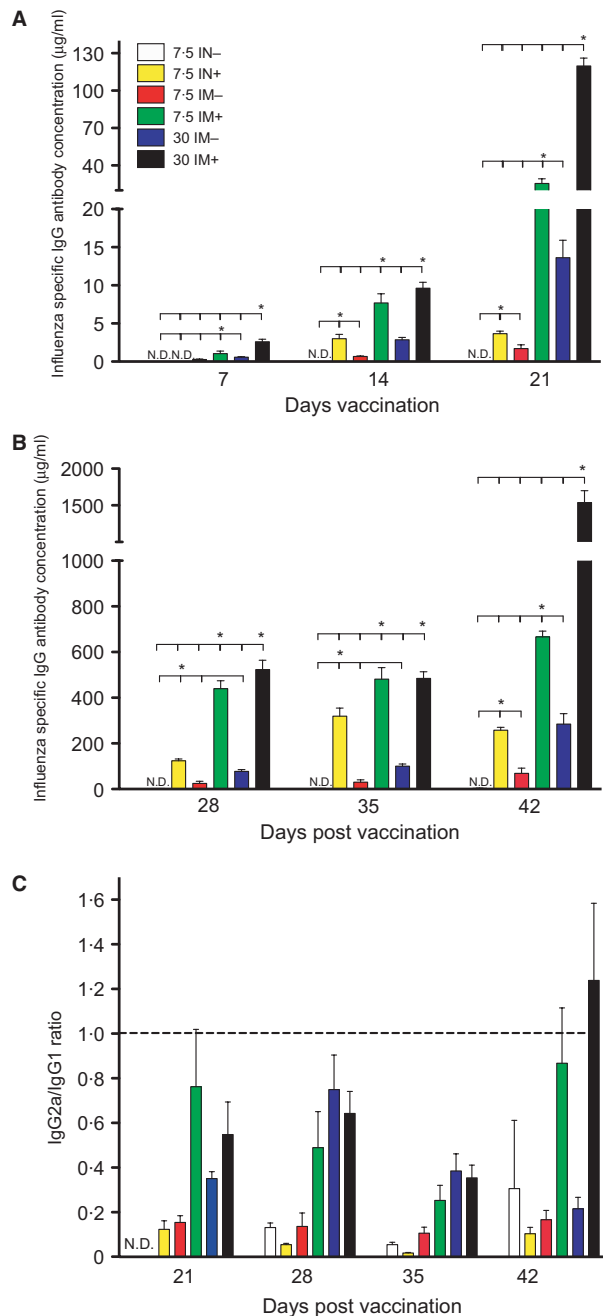 A
Influenza specific IgG antibody concentration (µg/ml)
130
100
70
40
20
15
10
5
0
7·5 IN−
7·5 IN+
7·5 IM−
7·5 IM+
30 IM−
30 IM+
* * * * * * * * *
N.D. N.D. N.D. N.D.
7 14 21
Days vaccination
B
Influenza specific IgG antibody concentration (µg/ml)
2000
1500
1000
800
600
400
200
0
* * * * * * * * *
N.D. N.D. N.D.
28 35 42
Days post vaccination
C
IgG2a/IgG1 ratio
1·6
1·4
1·2
1·0
0·8
0·6
0·4
0·2
0
N.D.
21 28 35 42
Days post vaccination